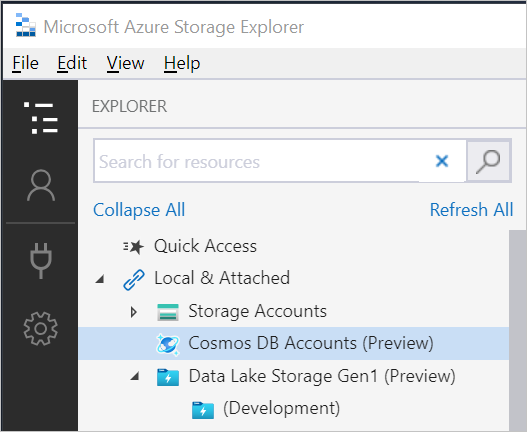 Microsoft Azure Storage Explorer
File Edit View Help
EXPLORER
Search for resources
Collapse All Refresh All
Quick Access
Local & Attached
Storage Accounts
Cosmos DB Accounts (Preview)
Data Lake Storage Gen1 (Preview)
(Development)